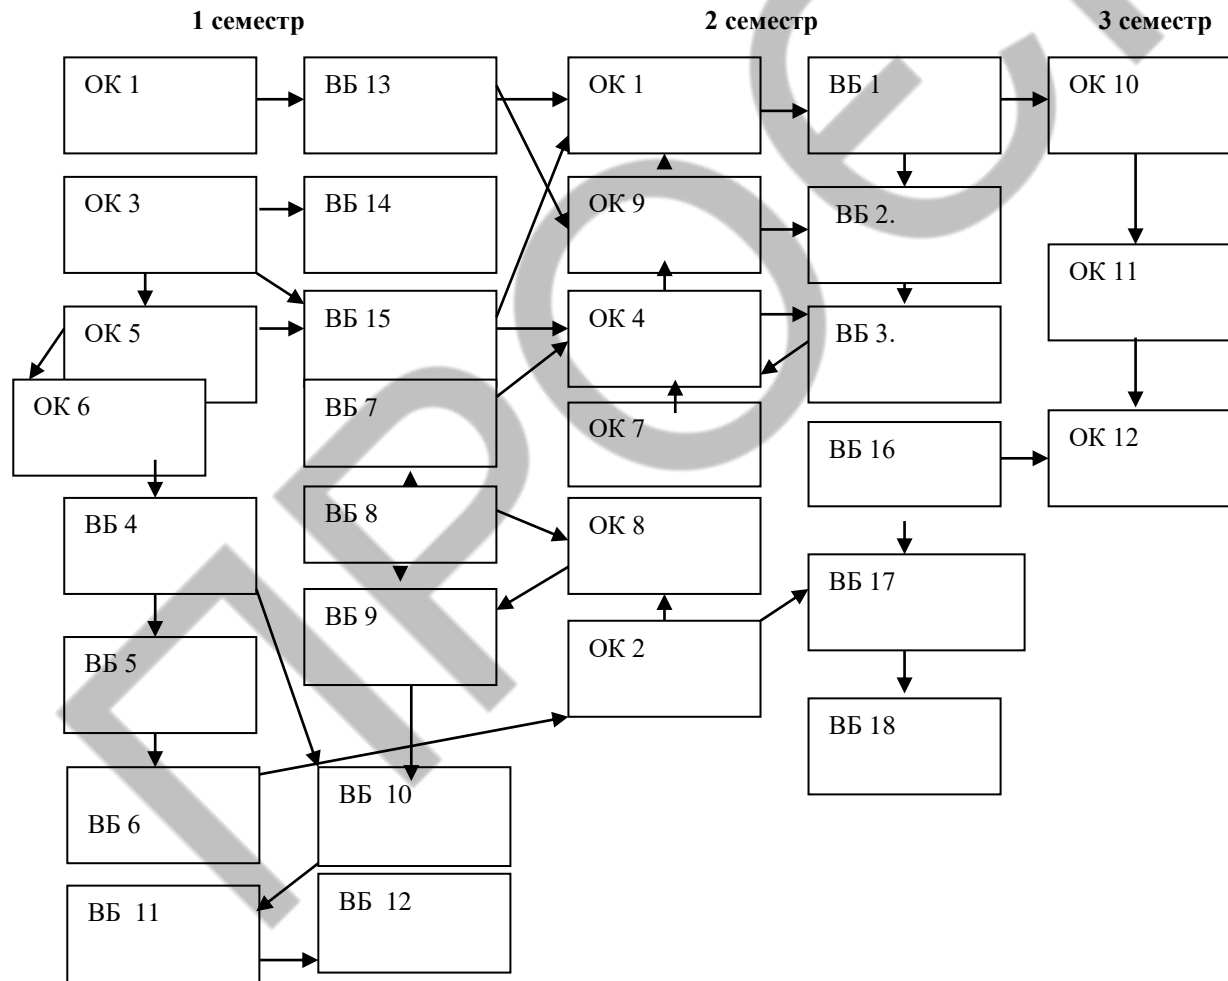 1 семестр
2 семестр
3 семестр
ОК 1
ВБ 13
ОК 1
ВБ 1
ОК 10
ОК 3
ВБ 14
ОК 9
ВБ 2.
ОК 11
ОК 5
ВБ 15
ОК 4
ВБ 3.
ОК 6
ВБ 7
ОК 7
ВБ 16
ОК 12
ВБ 4
ВБ 8
ОК 8
ВБ 17
ВБ 5
ВБ 9
ОК 2
ВБ 18
ВБ 6
ВБ 10
ВБ 11
ВБ 12